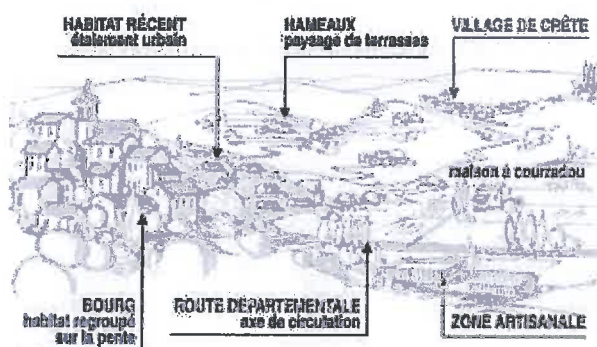 HABITAT RÉCENT
étalement urbain
HAMEAUX
paysage de terrasses
VILLAGE DE CRÊTE
maison à couradou
BOURG
habitat regroupé
sur la pente
ROUTE DÉPARTEMENTALE
axe de circulation
ZONE ARTISANALE